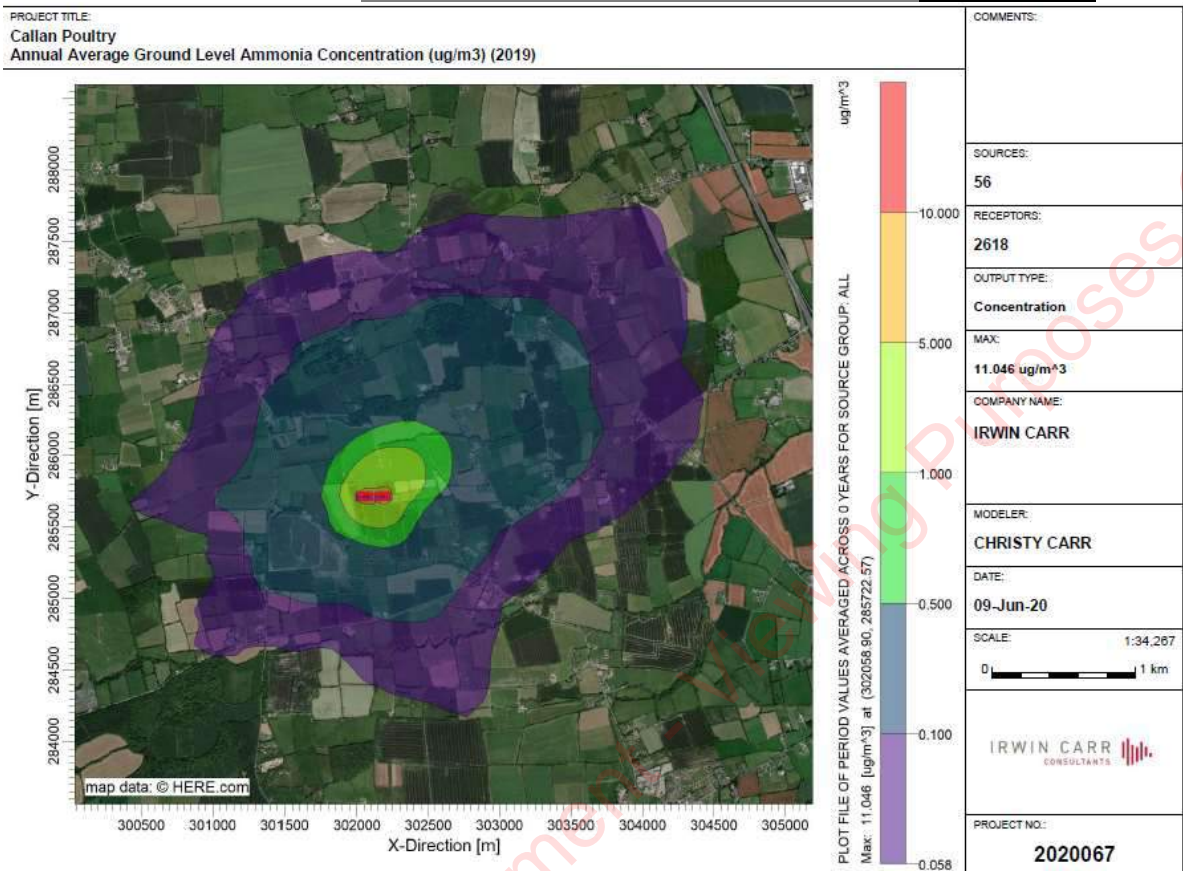 PROJECT TITLE:
Callan Poultry
Annual Average Ground Level Ammonia Concentration (ug/m3) (2019)
Y-Direction [m]
288000
287500
287000
286500
286000
285500
285000
284500
284000
map data: © HERE.com
300500 301000 301500 302000 302500 303000 303500 304000 304500 305000
X-Direction [m]
PLOT FILE OF PERIOD VALUES AVERAGED ACROSS 0 YEARS FOR SOURCE GROUP: ALL
Max: 11.046 [ug/m^3] at (302058.90, 285722.57)
ug/m^3
10.000
5.000
1.000
0.500
0.100
0.058
COMMENTS:
SOURCES:
56
RECEPTORS:
2618
OUTPUT TYPE:
Concentration
MAX:
11.046 ug/m^3
COMPANY NAME:
IRWIN CARR
MODELER:
CHRISTY CARR
DATE:
09-Jun-20
SCALE: 1:34,267
0 1 km
IRWIN CARR
CONSULTANTS
PROJECT NO.:
2020067
Viewing Purposes